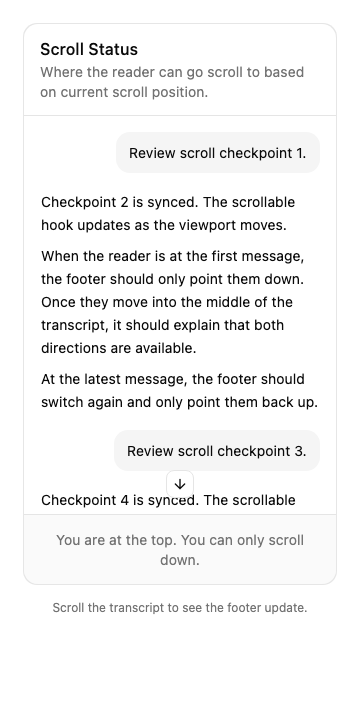 Scroll Status
Where the reader can go scroll to based
on current scroll position.
Review scroll checkpoint 1.
Checkpoint 2 is synced. The scrollable
hook updates as the viewport moves.
When the reader is at the first message,
the footer should only point them down.
Once they move into the middle of the
transcript, it should explain that both
directions are available.
At the latest message, the footer should
switch again and only point them back up.
Review scroll checkpoint 3.
Checkpoint 4 is synced. The scrollable
You are at the top. You can only scroll
down.
Scroll the transcript to see the footer update.